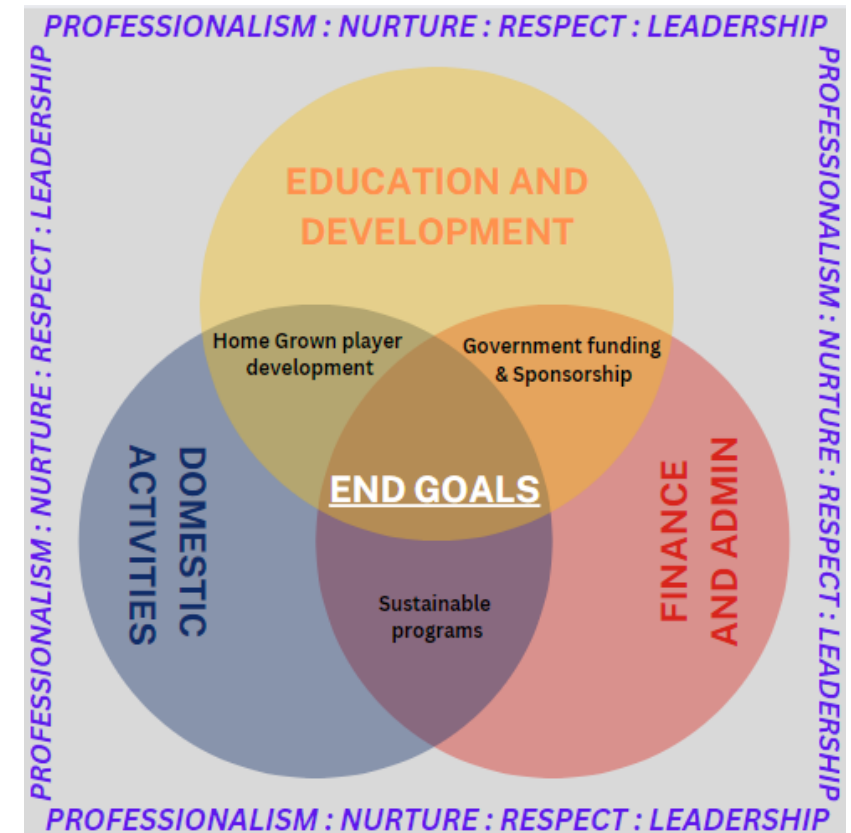 PROFESSIONALISM : NURTURE : RESPECT : LEADERSHIP
PROFESSIONALISM : NURTURE : RESPECT : LEADERSHIP
PROFESSIONALISM : NURTURE : RESPECT : LEADERSHIP
EDUCATION AND
DEVELOPMENT
Home Grown player
development
Government funding
& Sponsorship
DOMESTIC
ACTIVITIES
END GOALS
FINANCE
AND ADMIN
Sustainable
programs
PROFESSIONALISM : NURTURE : RESPECT : LEADERSHIP